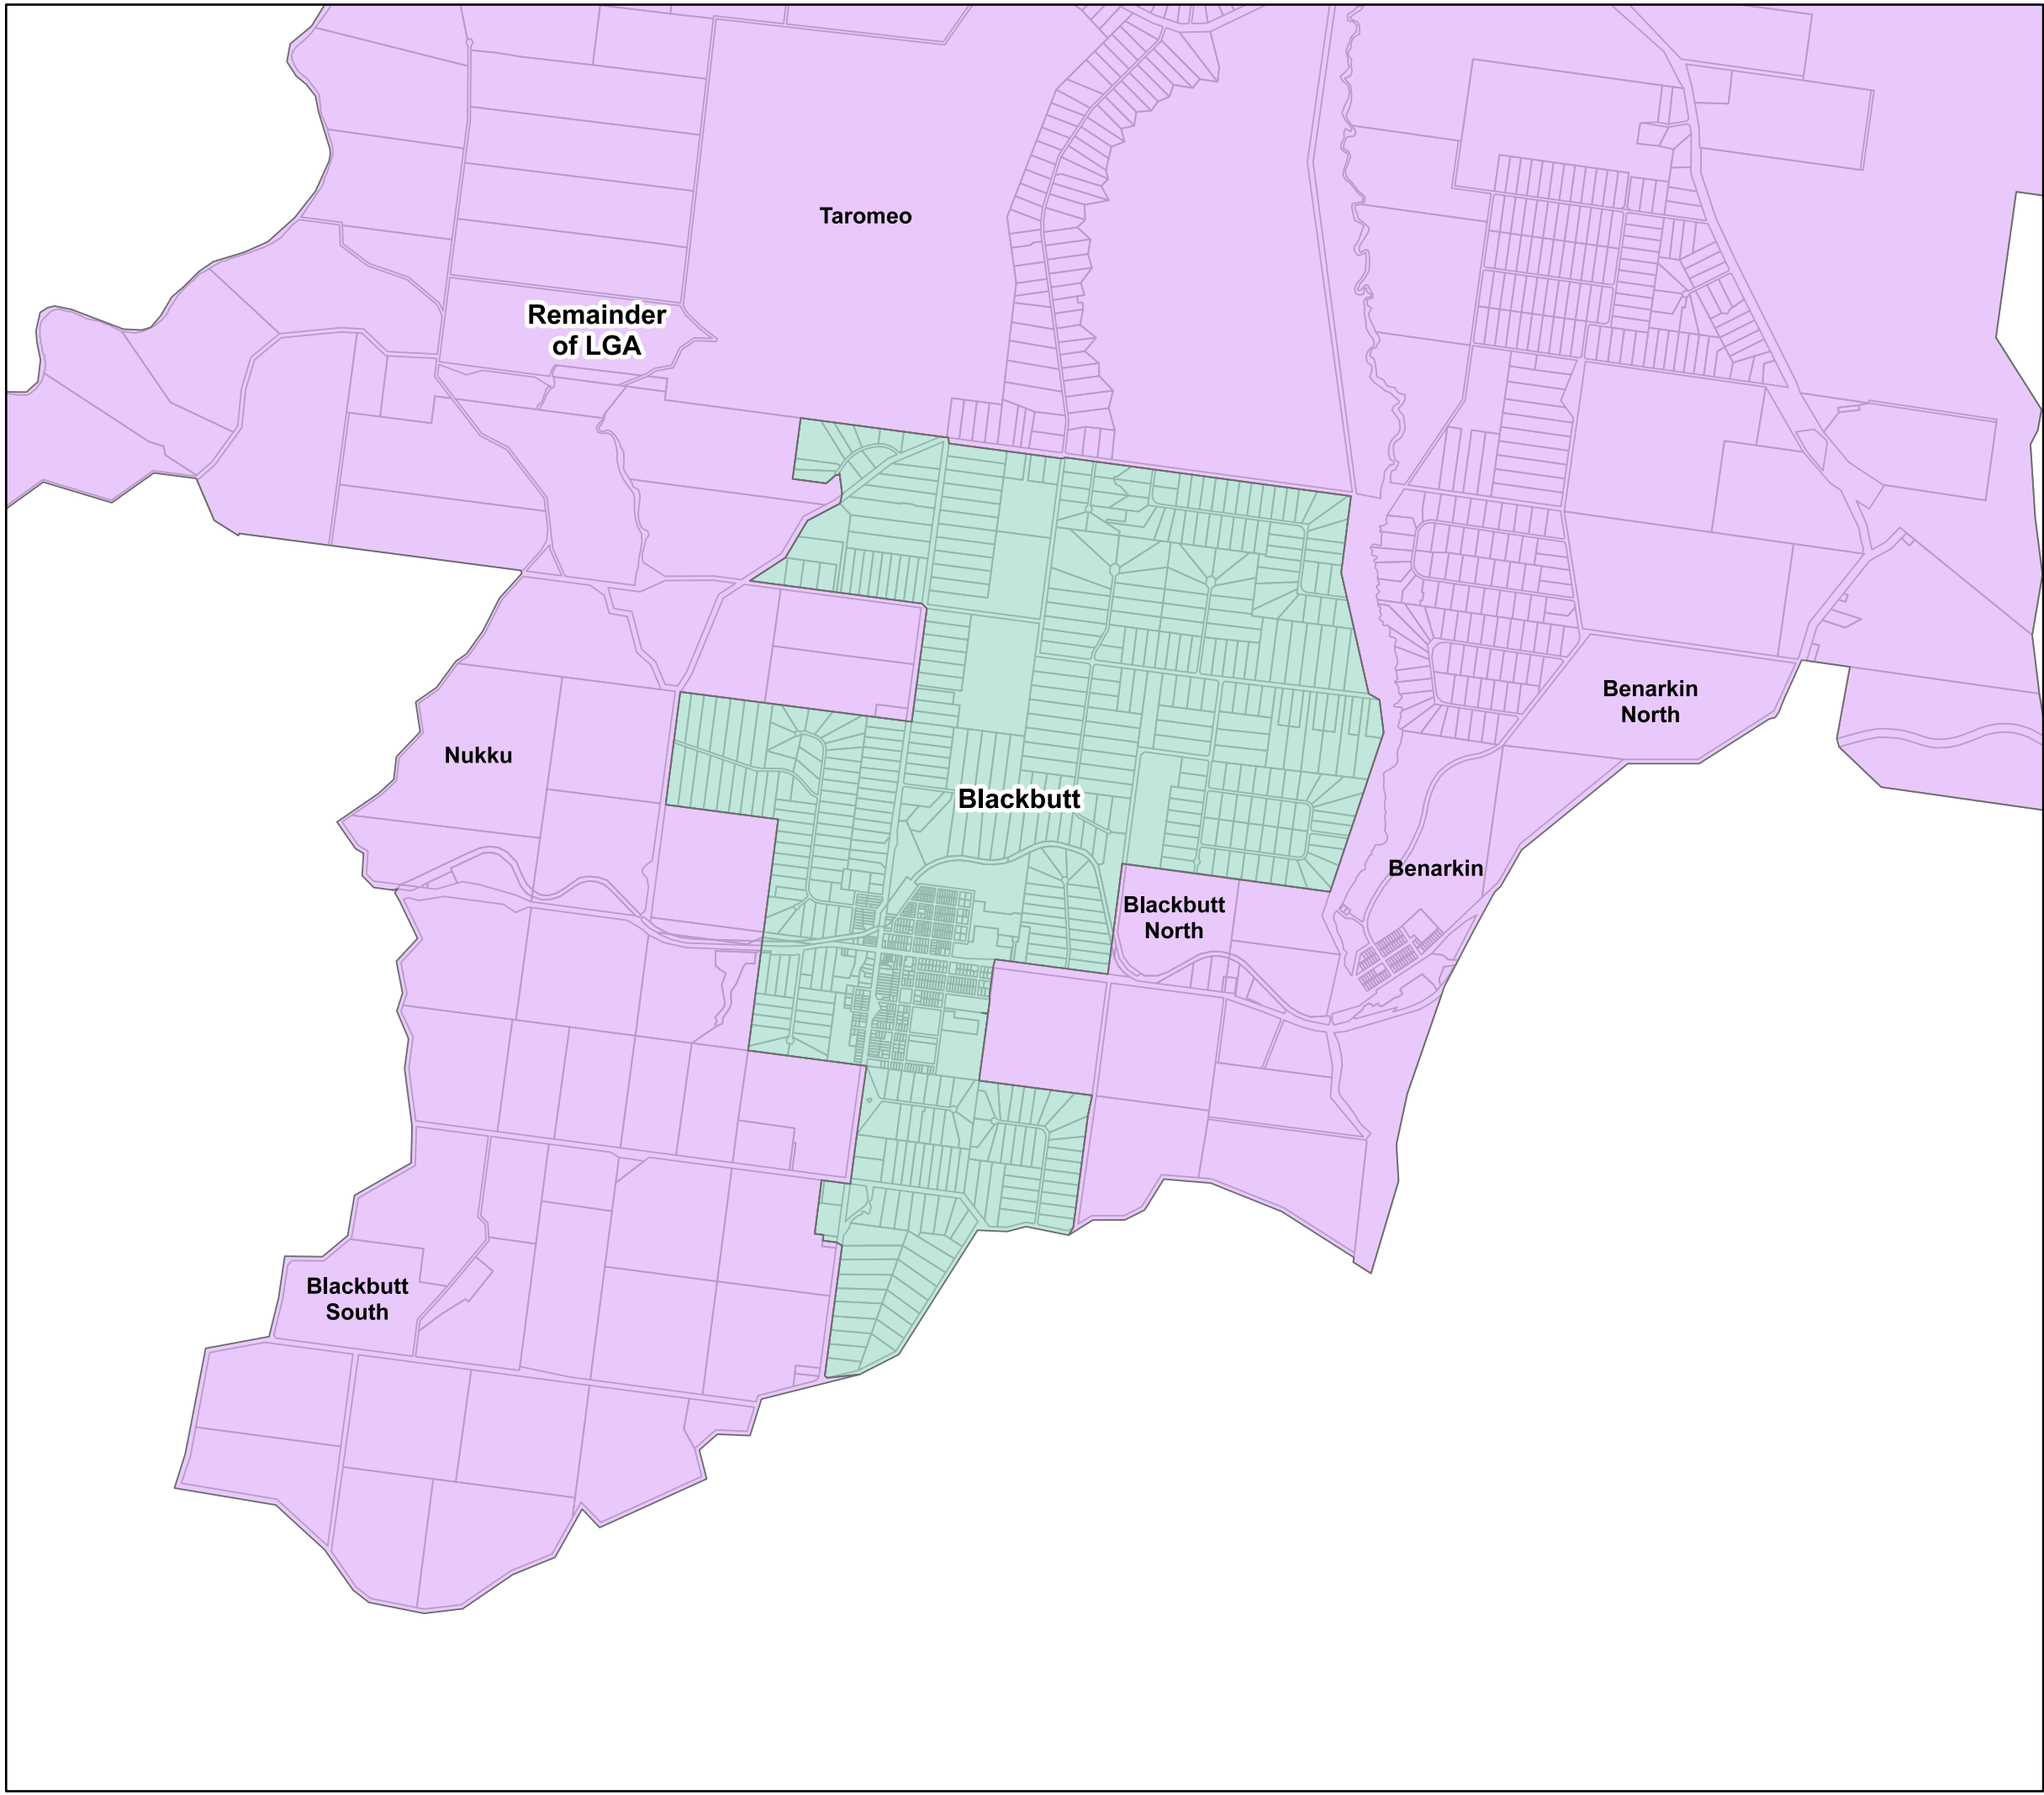 Taromeo
Remainder
of LGA
Benarkin
North
Nukku
Blackbutt
Benarkin
Blackbutt
North
Blackbutt
South